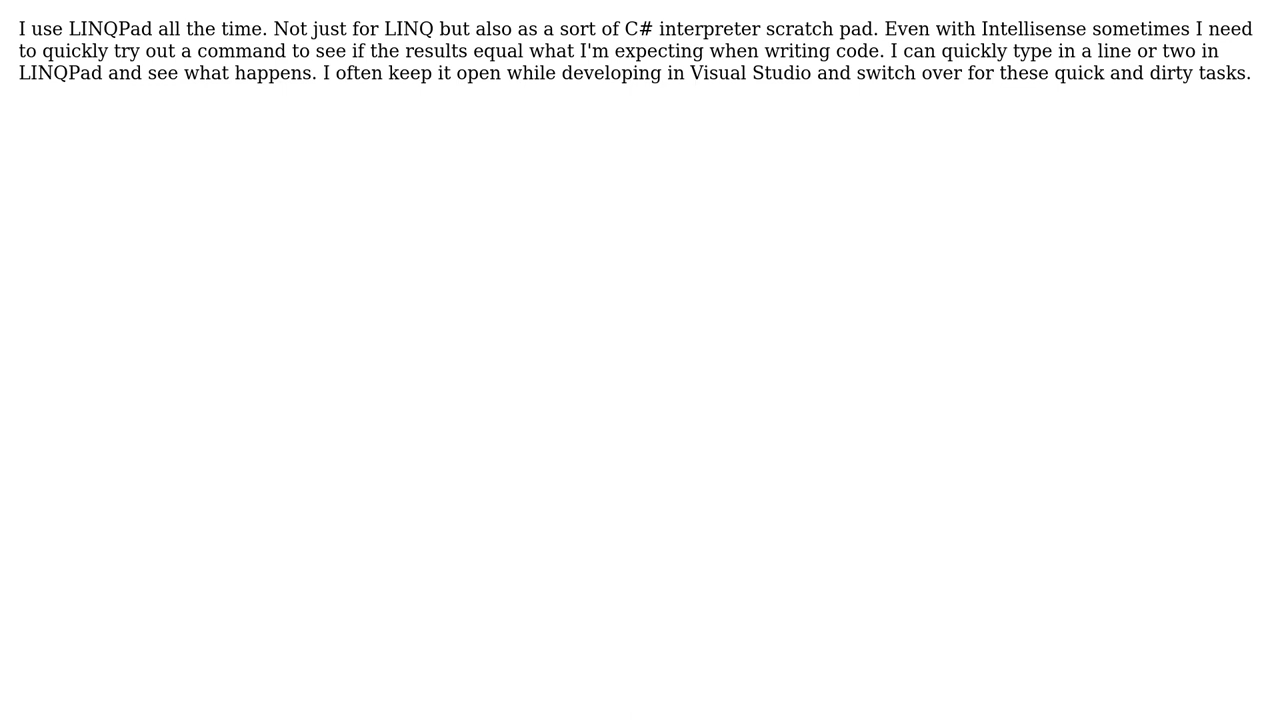 I use LINQPad all the time. Not just for LINQ but also as a sort of C# interpreter scratch pad. Even with Intellisense sometimes I need
to quickly try out a command to see if the results equal what I'm expecting when writing code. I can quickly type in a line or two in
LINQPad and see what happens. I often keep it open while developing in Visual Studio and switch over for these quick and dirty tasks.